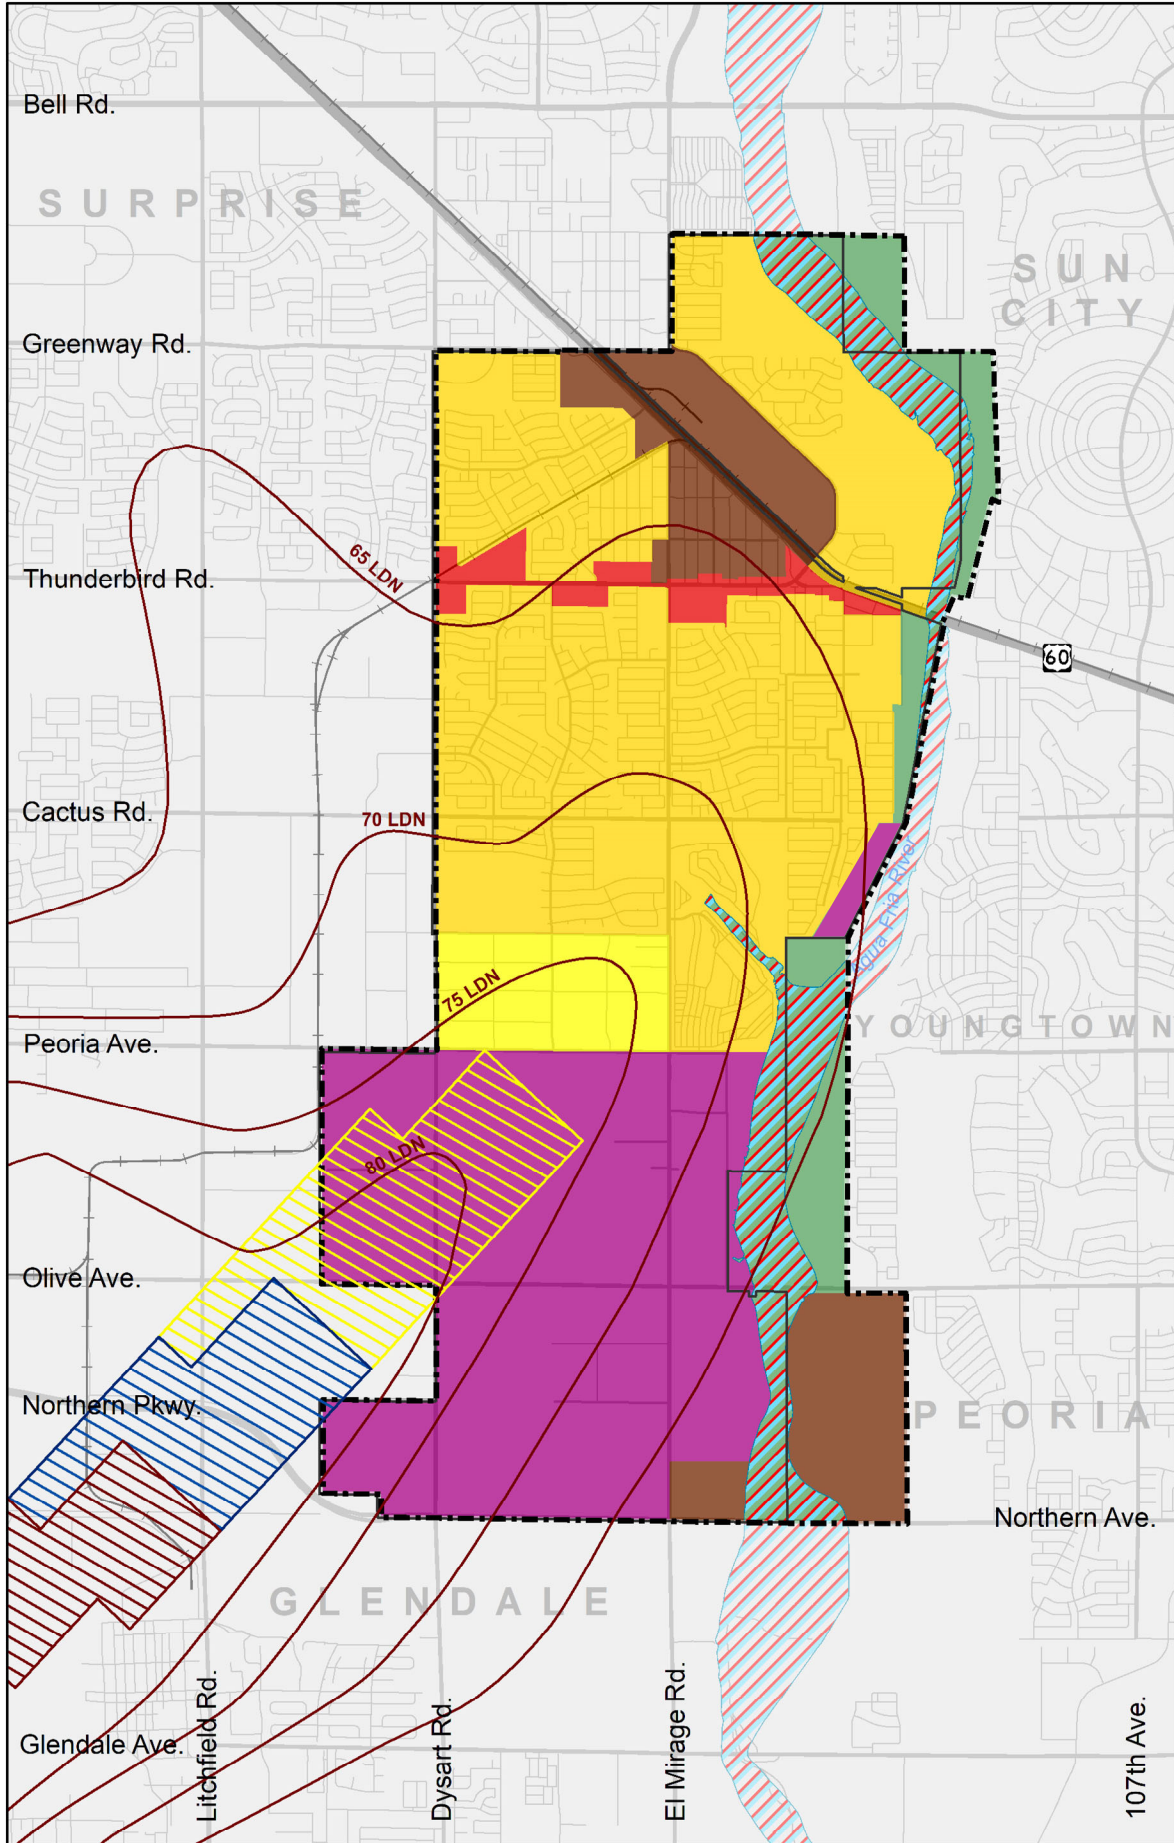 Bell Rd.
SURPRISE
SUN
CITY
Greenway Rd.
65 LDN
Thunderbird Rd.
60
Cactus Rd.
70 LDN
Agua Fria River
75 LDN
YOUNGTOWN
Peoria Ave.
80 LDN
Olive Ave.
Northern Pkwy.
PEORIA
Northern Ave.
GLENDALE
Litchfield Rd.
Dysart Rd.
El Mirage Rd.
107th Ave.
Glendale Ave.